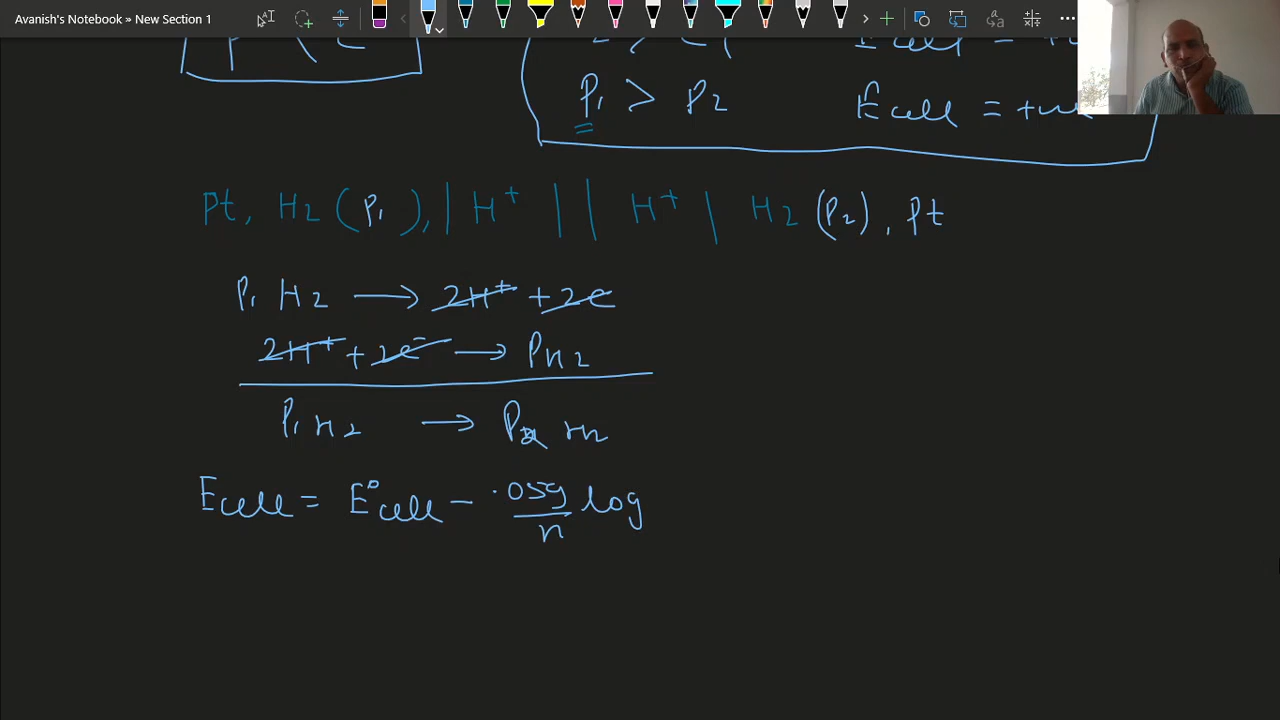 Avanish's Notebook » New Section 1
P₁ > P₂ Ecell = +ve
Pt, H₂ (P₁), | H⁺ || H⁺ | H₂ (P₂), Pt
P₁ H₂ ⟶ 2H⁺ + 2e
2H⁺ + 2e⁻ ⟶ PH₂
P₁ H₂ ⟶ P₂ H₂
Ecell = E°cell − .059/n log